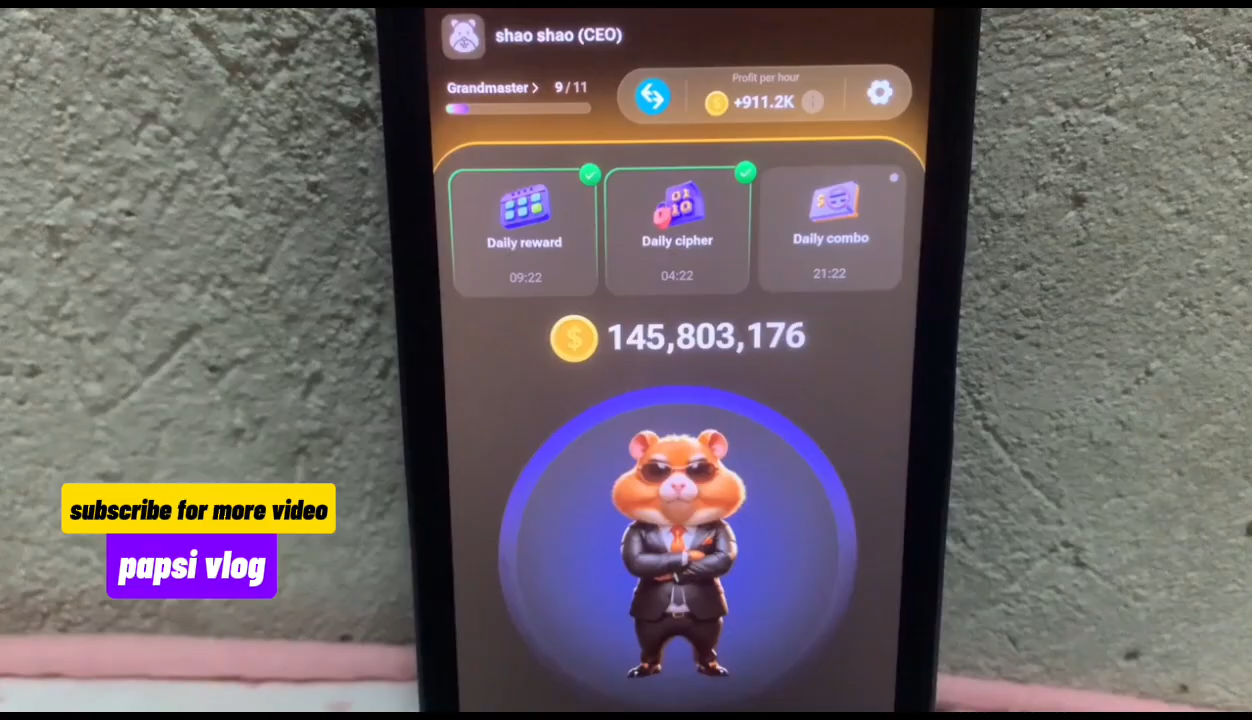 shao shao (CEO)
Grandmaster > 9/11
Profit per hour
+911.2K
Daily reward
09:22
Daily cipher
04:22
Daily combo
21:22
145,803,176
subscribe for more video
papsi vlog